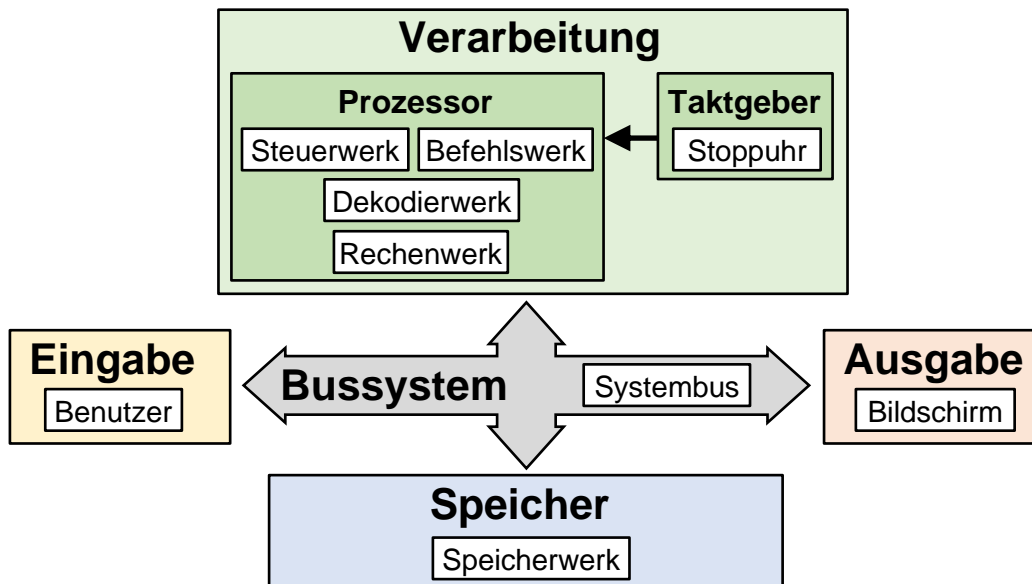 Verarbeitung
Prozessor
Steuerwerk
Befehlswerk
Dekodierwerk
Rechenwerk
Taktgeber
Stoppuhr
Eingabe
Benutzer
Bussystem
Systembus
Ausgabe
Bildschirm
Speicher
Speicherwerk